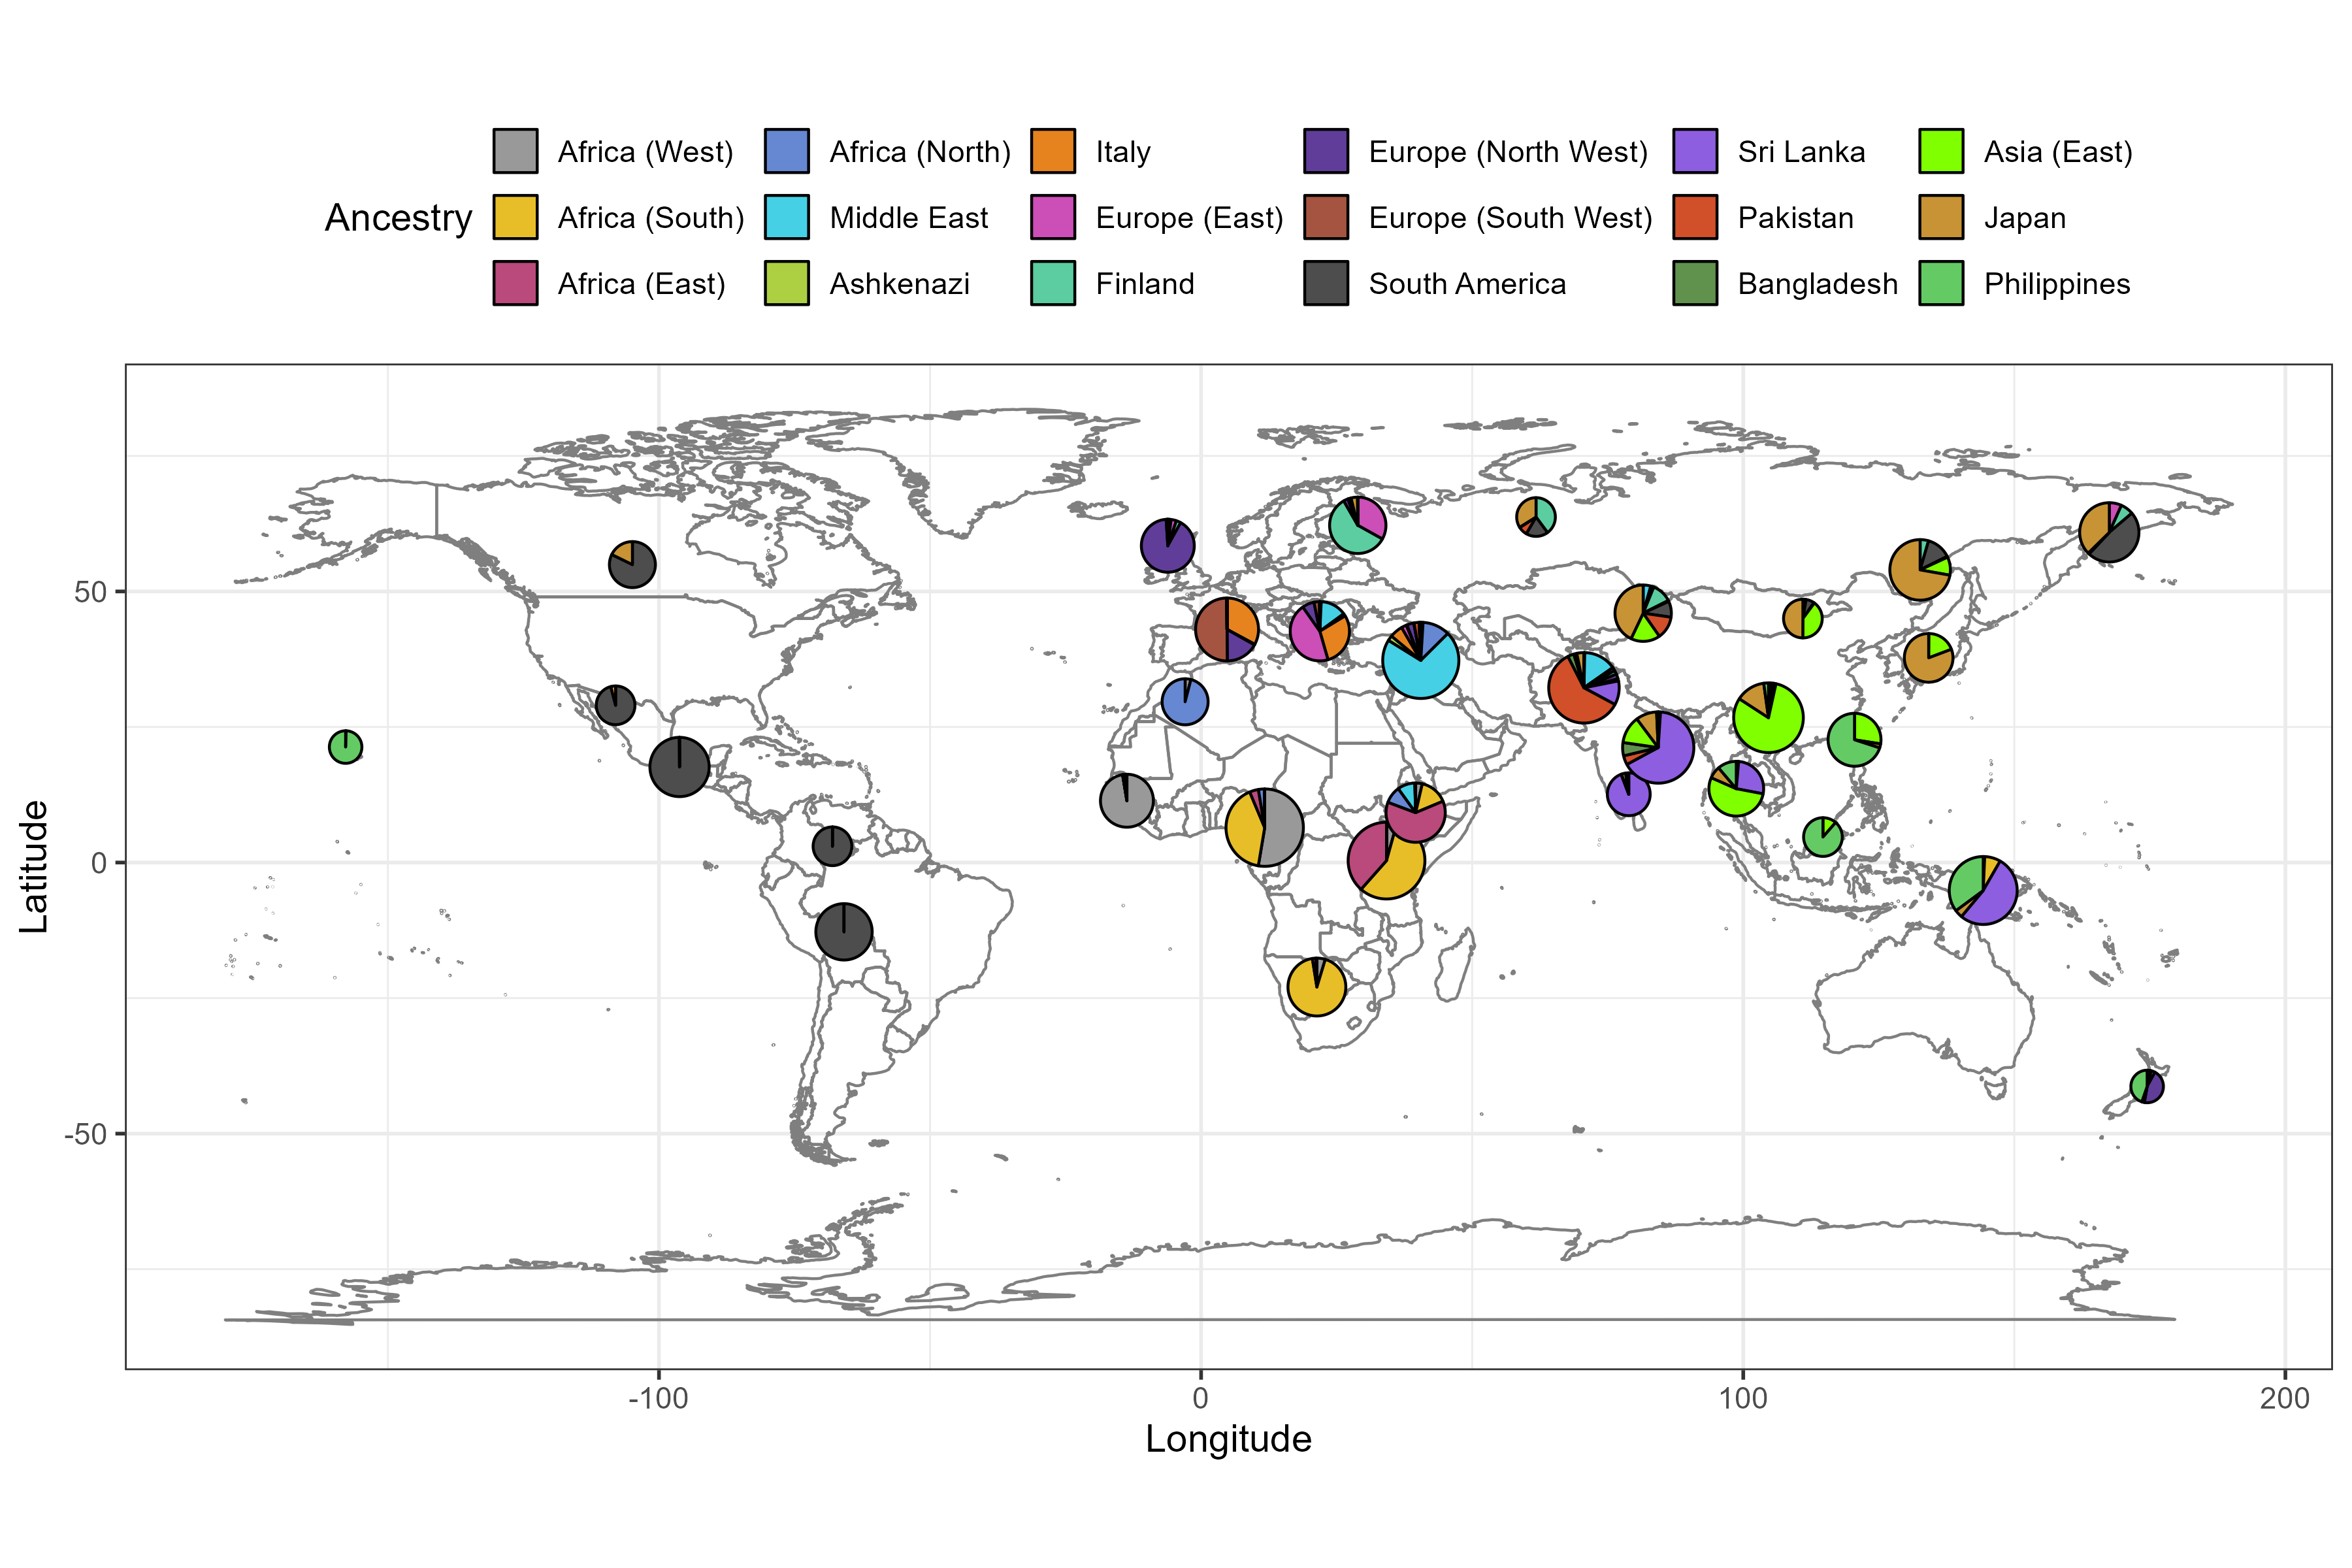 Ancestry
Africa (West) Africa (North) Italy Europe (North West) Sri Lanka Asia (East)
Africa (South) Middle East Europe (East) Europe (South West) Pakistan Japan
Africa (East) Ashkenazi Finland South America Bangladesh Philippines
50
0
-50
Latitude
-100 0 100 200
Longitude